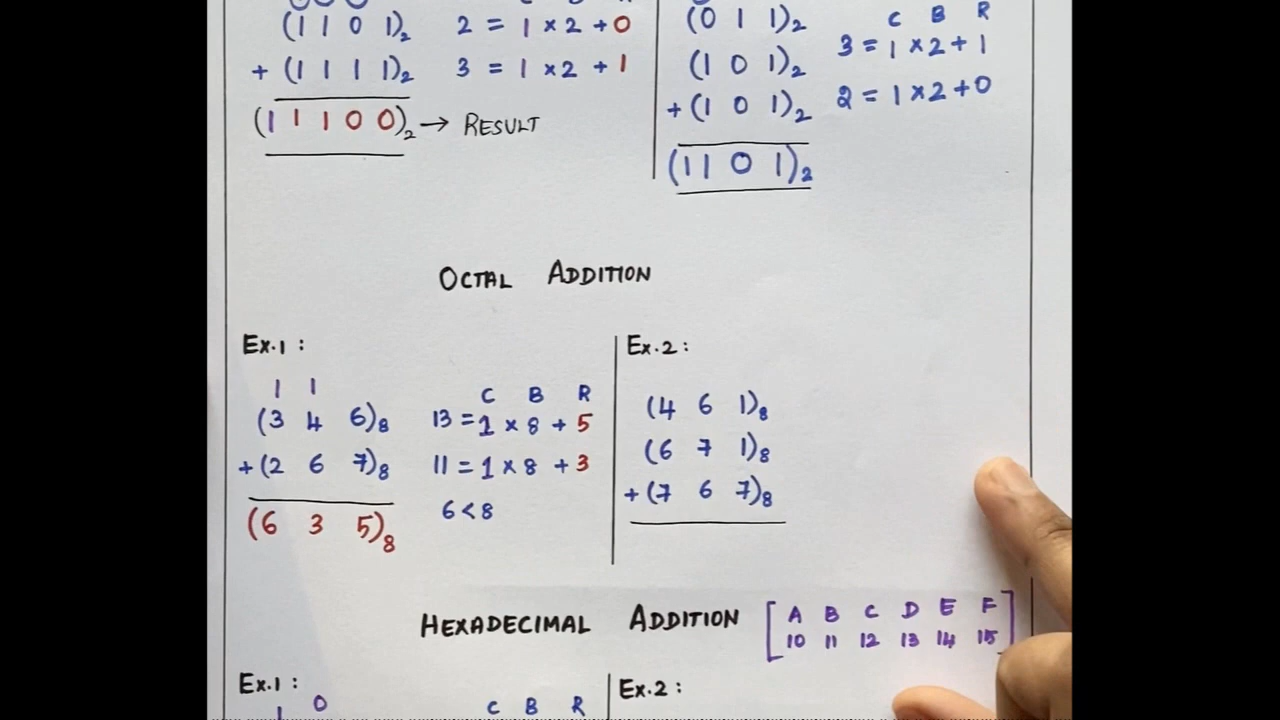 (1 1 0 1)₂ 2 = 1 × 2 + 0
+ (1 1 1 1)₂ 3 = 1 × 2 + 1
(1 1 1 0 0)₂ → RESULT
C B R
(0 1 1)₂ 3 = 1 × 2 + 1
(1 0 1)₂ 2 = 1 × 2 + 0
+ (1 0 1)₂
(1 1 0 1)₂
OCTAL ADDITION
Ex.1 :
1 1
C B R
(3 4 6)₈ 13 = 1 × 8 + 5
+ (2 6 7)₈ 11 = 1 × 8 + 3
6 < 8
(6 3 5)₈
Ex.2 :
(4 6 1)₈
(6 7 1)₈
+ (7 6 7)₈
HEXADECIMAL ADDITION
A B C D E F
10 11 12 13 14 15
Ex.1 :
1 0
C B R
Ex.2 :